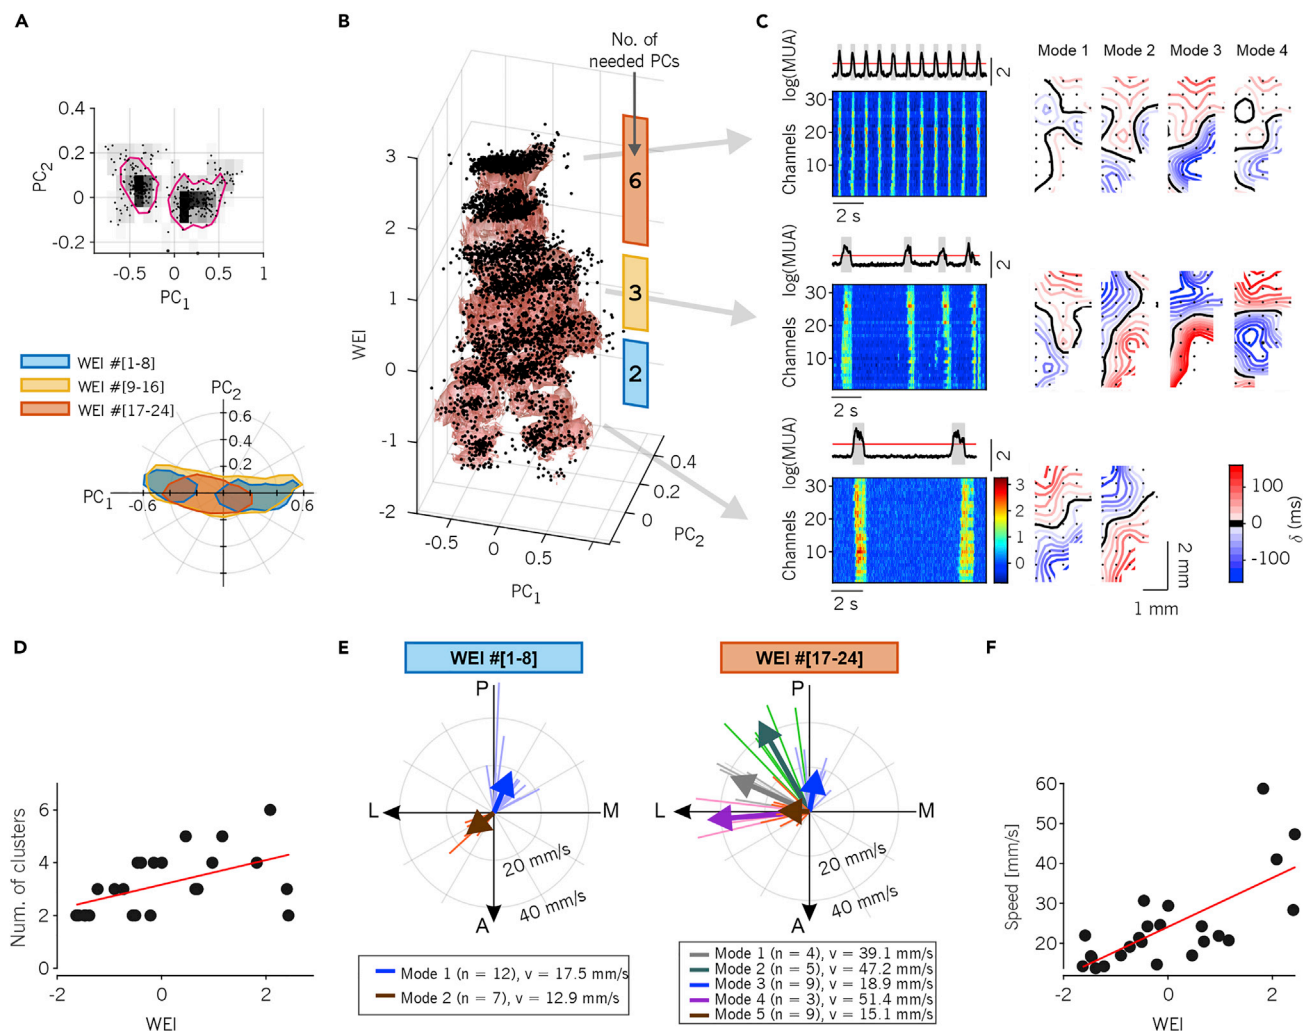 A
0.4
0.2
0
-0.2
PC2
-0.5
0
0.5
1
PC1
WEI #[1-8]
WEI #[9-16]
WEI #[17-24]
PC2
0.6
0.4
0.2
PC1
-0.6
0.6
B
No. of
needed PCs
6
3
2
WEI
3
2
1
0
-1
-2
-0.5
0
0.5
PC1
0.4
0.2
0
PC2
C
log(MUA)
2
Channels
30
20
10
2 s
log(MUA)
2
Channels
30
20
10
2 s
log(MUA)
2
Channels
30
20
10
2 s
3
2
1
0
Mode 1
Mode 2
Mode 3
Mode 4
2 mm
1 mm
100
0
-100
δ (ms)
D
Num. of clusters
6
4
2
0
-2
0
2
WEI
E
WEI #[1-8]
P
L
M
A
20 mm/s
40 mm/s
Mode 1 (n = 12), v = 17.5 mm/s
Mode 2 (n = 7), v = 12.9 mm/s
WEI #[17-24]
P
L
M
A
20 mm/s
40 mm/s
Mode 1 (n = 4), v = 39.1 mm/s
Mode 2 (n = 5), v = 47.2 mm/s
Mode 3 (n = 9), v = 18.9 mm/s
Mode 4 (n = 3), v = 51.4 mm/s
Mode 5 (n = 9), v = 15.1 mm/s
F
Speed [mm/s]
60
50
40
30
20
-2
0
2
WEI